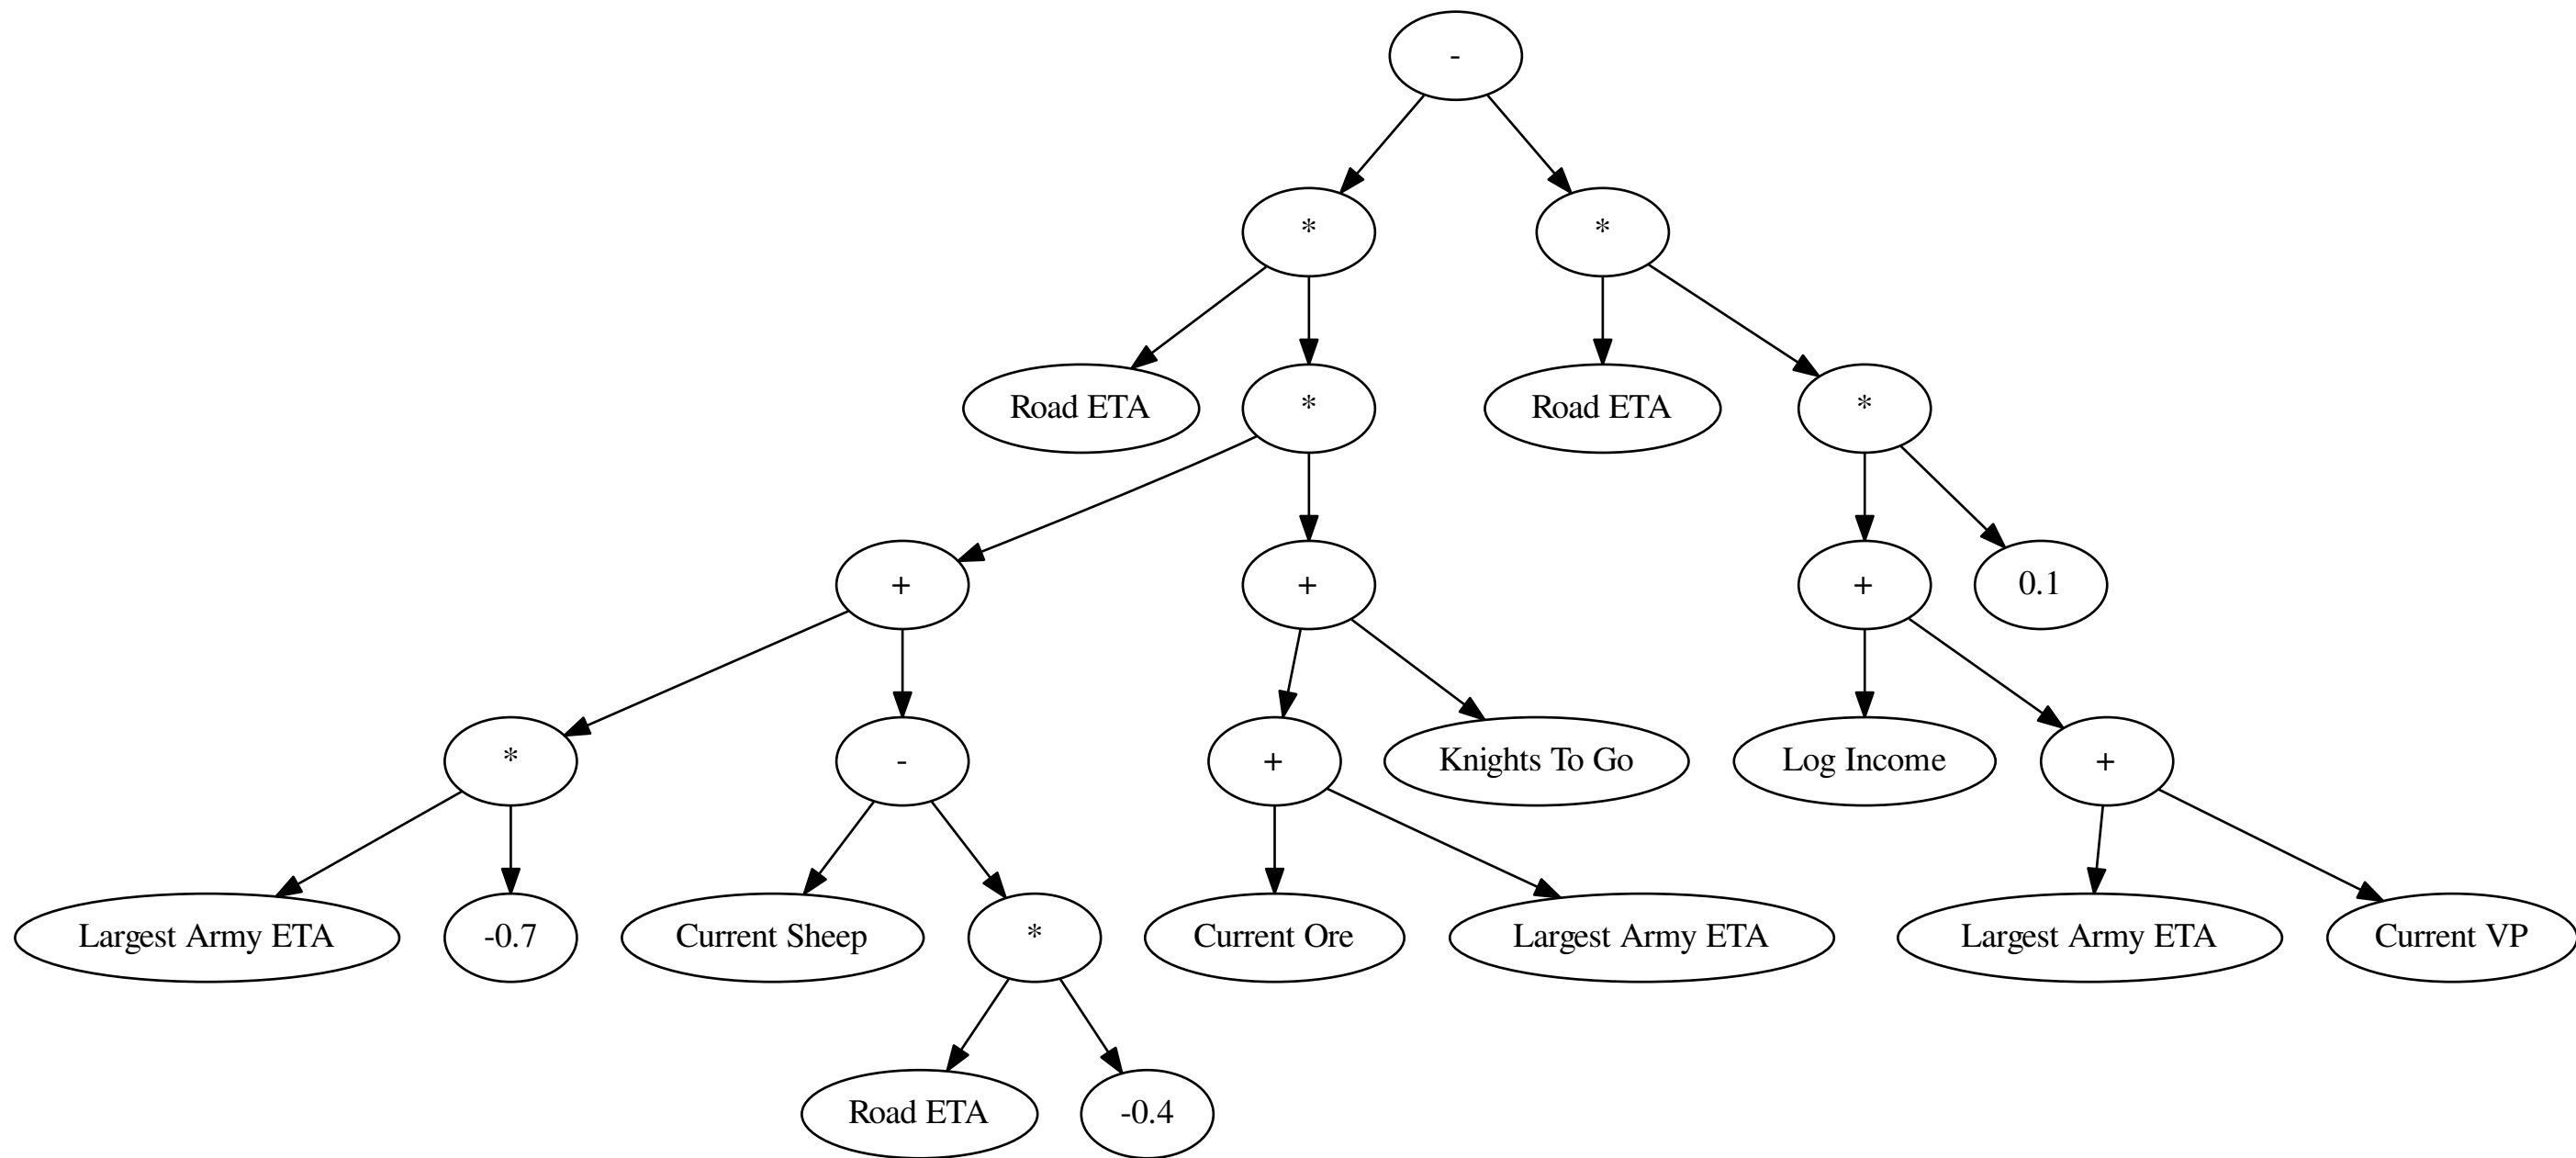 -
*
*
Road ETA
*
Road ETA
*
+
+
+
0.1
*
-
+
Knights To Go
Log Income
+
Largest Army ETA
-0.7
Current Sheep
*
Current Ore
Largest Army ETA
Largest Army ETA
Current VP
Road ETA
-0.4